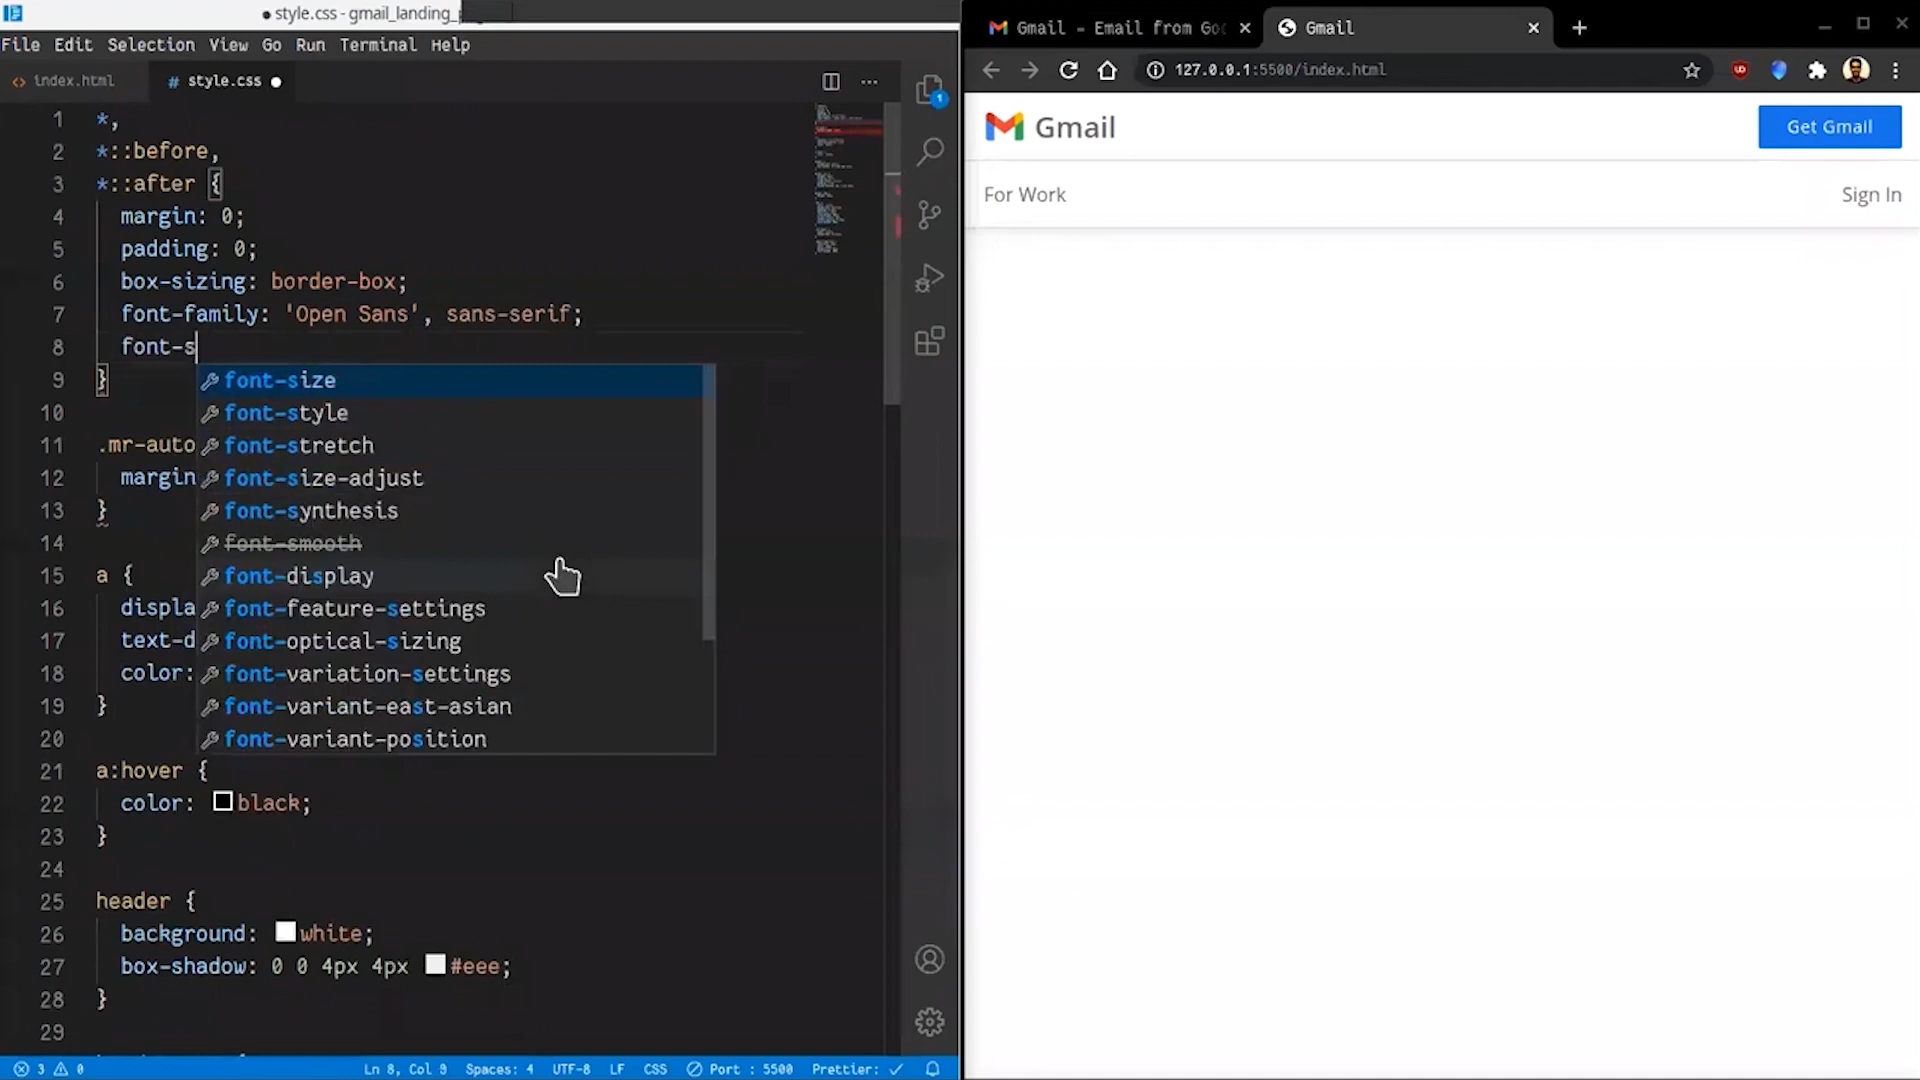 style.css - gmail_landing_
File Edit Selection View Go Run Terminal Help
index.html
# style.css
1 *,
2 *::before,
3 *::after {
4 margin: 0;
5 padding: 0;
6 box-sizing: border-box;
7 font-family: 'Open Sans', sans-serif;
8 font-s
9 }
10
11 .mr-auto
12 margin
13 }
14
15 a {
16 displa
17 text-d
18 color:
19 }
20
21 a:hover {
22 color: black;
23 }
24
25 header {
26 background: white;
27 box-shadow: 0 0 4px 4px #eee;
28 }
29
font-size
font-style
font-stretch
font-size-adjust
font-synthesis
font-smooth
font-display
font-feature-settings
font-optical-sizing
font-variation-settings
font-variant-east-asian
font-variant-position
1
3 0 Ln 8, Col 9 Spaces: 4 UTF-8 LF CSS Port : 5500 Prettier: ✓
Gmail - Email from Goo
Gmail
127.0.0.1:5500/index.html
Gmail
Get Gmail
For Work
Sign In